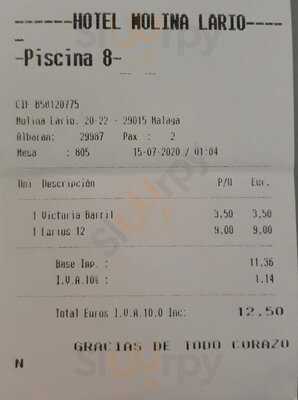 -----HOTEL MOLINA LARIO-----
-
-Piscina 8-
CIF B58120775
Molina Lario, 20-22 - 29015 Malaga
Albaran: 29987 Pax : 2
Mesa : 805 15-07-2020 / 01:04
Uni Descripción P/U Eur.
1 Victoria Barril 3,50 3,50
1 Larios 12 9,00 9,00
Base Imp. : 11,36
I.V.A.10% : 1.14
Total Euros I.V.A.10.0 Inc: 12,50
GRACIAS DE TODO CORAZO
N